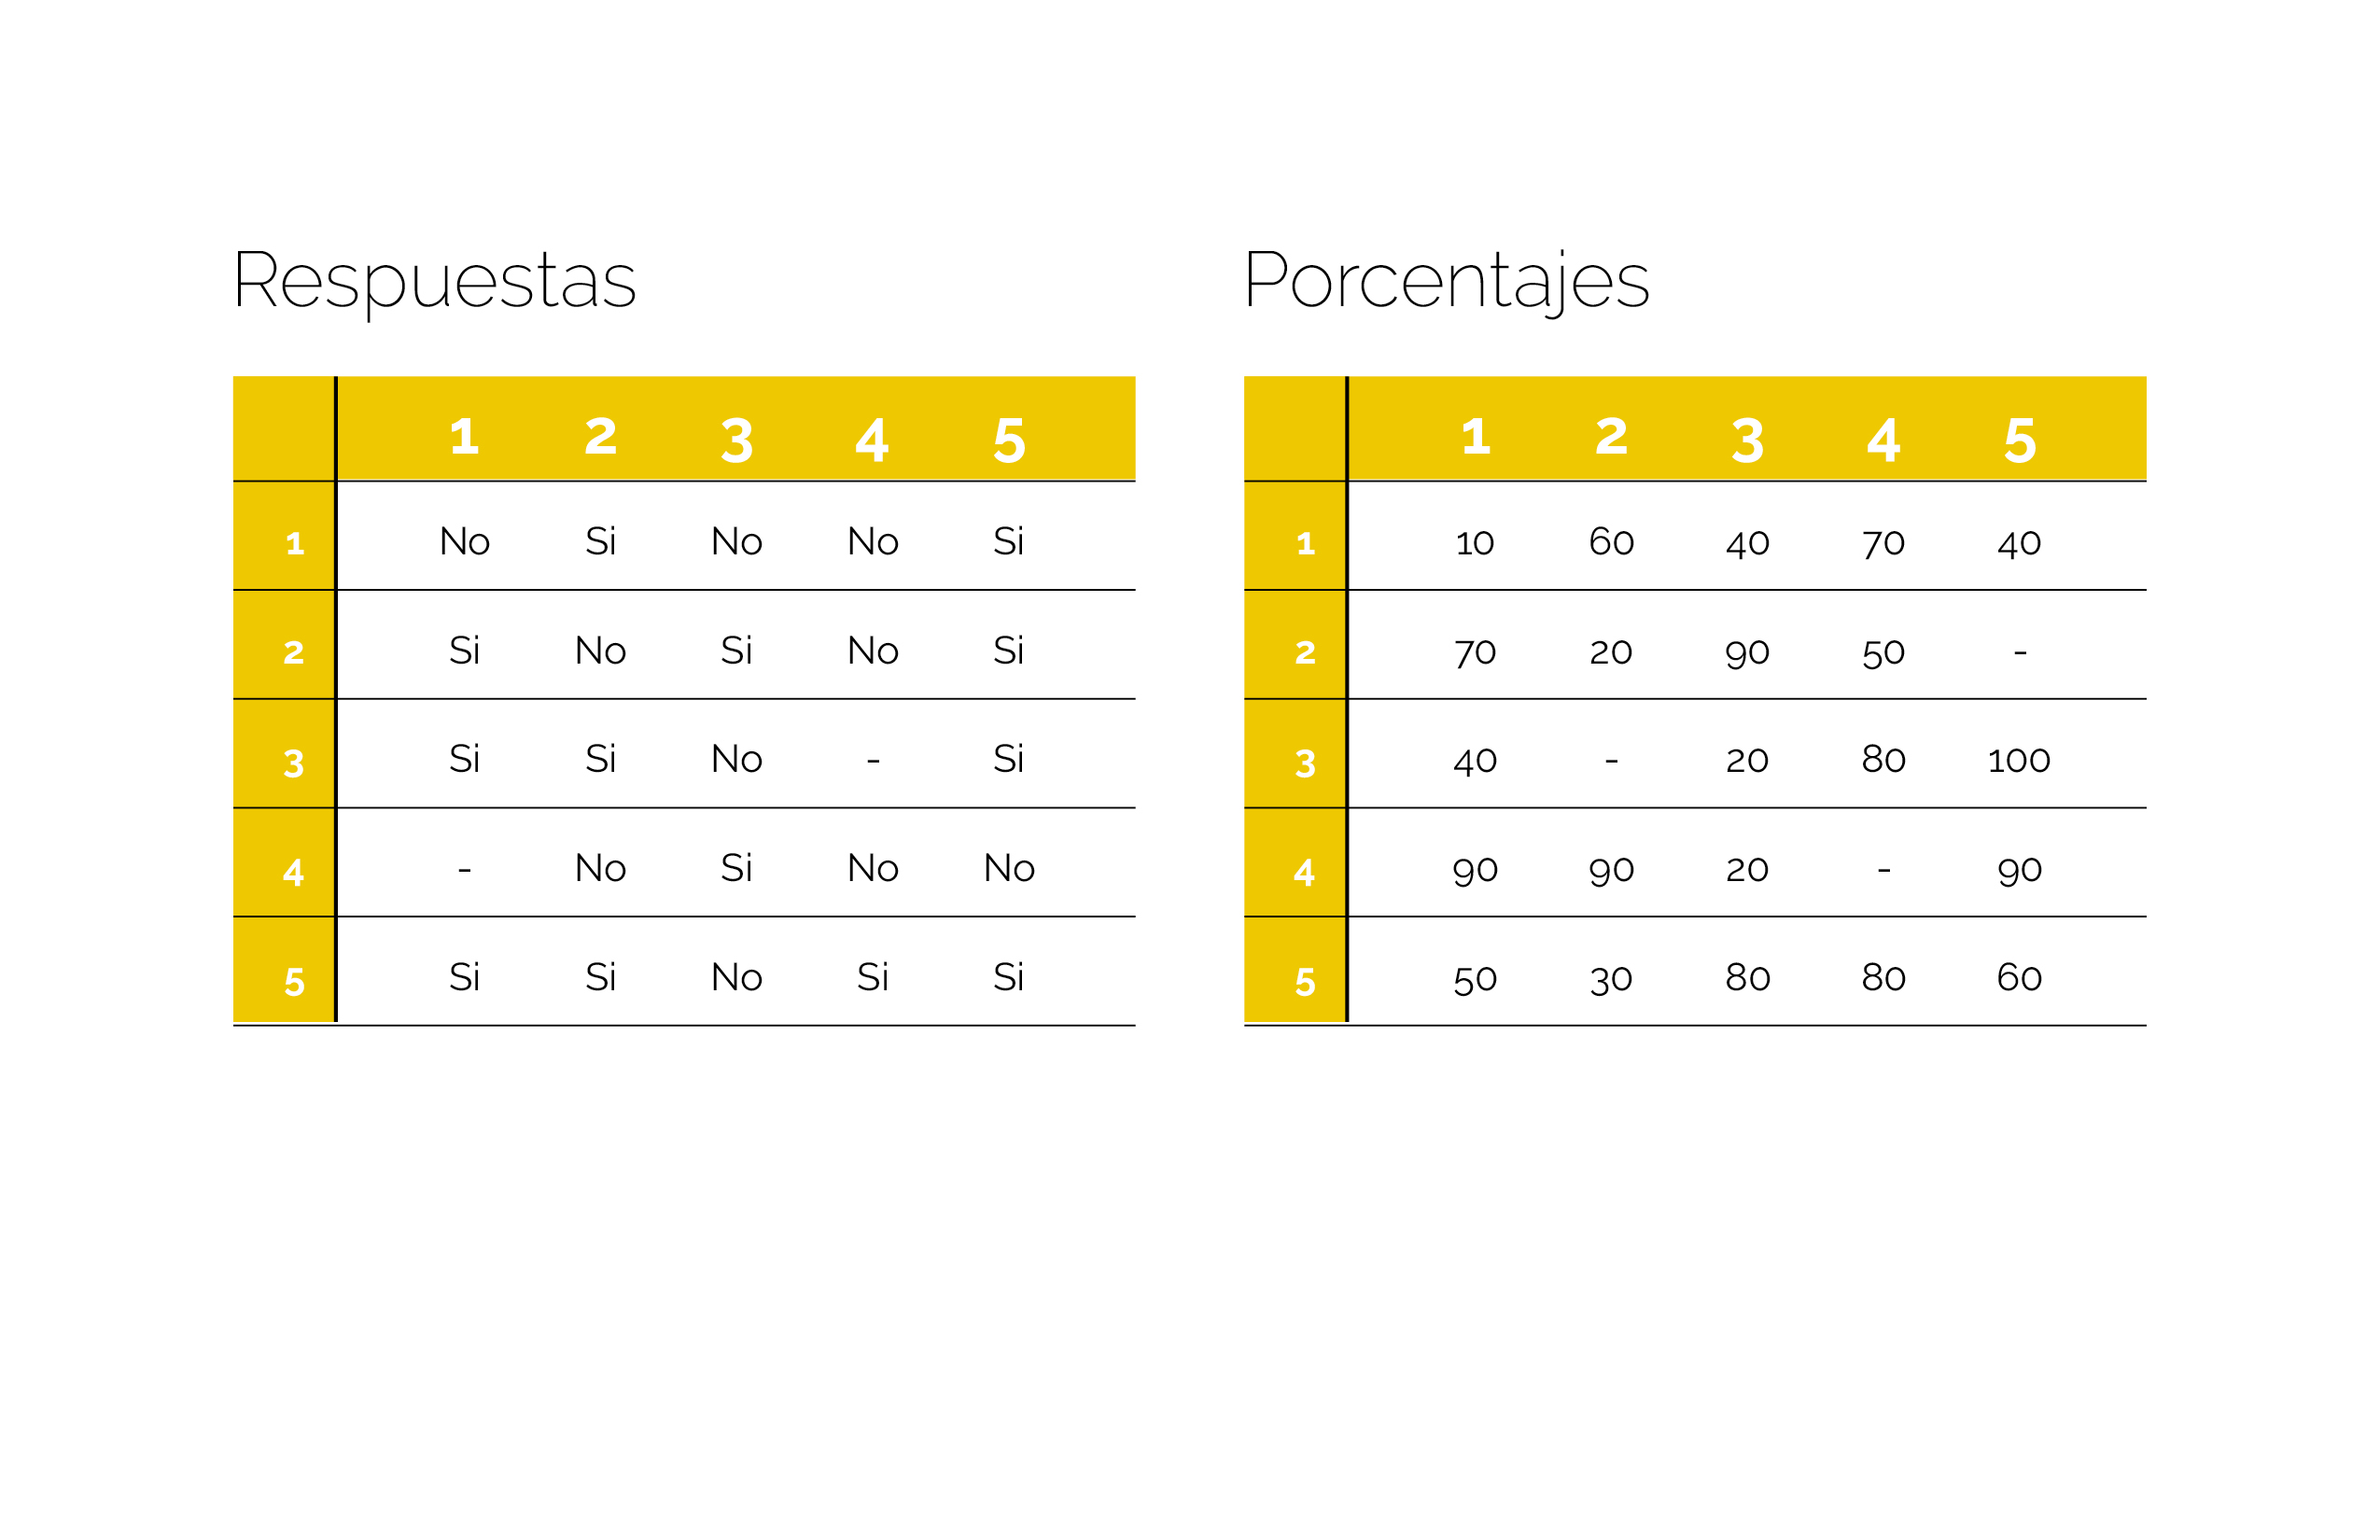 Respuestas
1 2 3 4 5
1 No Si No No Si
2 Si No Si No Si
3 Si Si No - Si
4 - No Si No No
5 Si Si No Si Si
Porcentajes
1 2 3 4 5
1 10 60 40 70 40
2 70 20 90 50 -
3 40 - 20 80 100
4 90 90 20 - 90
5 50 30 80 80 60